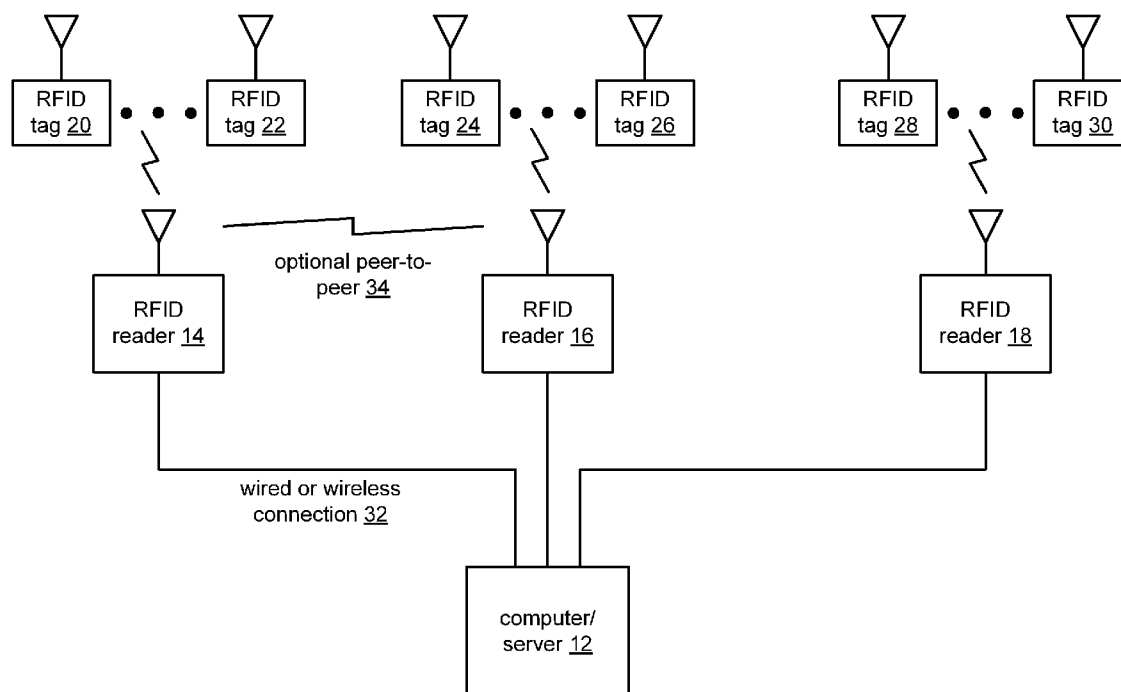 RFID
tag 20
RFID
tag 22
RFID
tag 24
RFID
tag 26
RFID
tag 28
RFID
tag 30
optional peer-to-
peer 34
RFID
reader 14
RFID
reader 16
RFID
reader 18
wired or wireless
connection 32
computer/
server 12